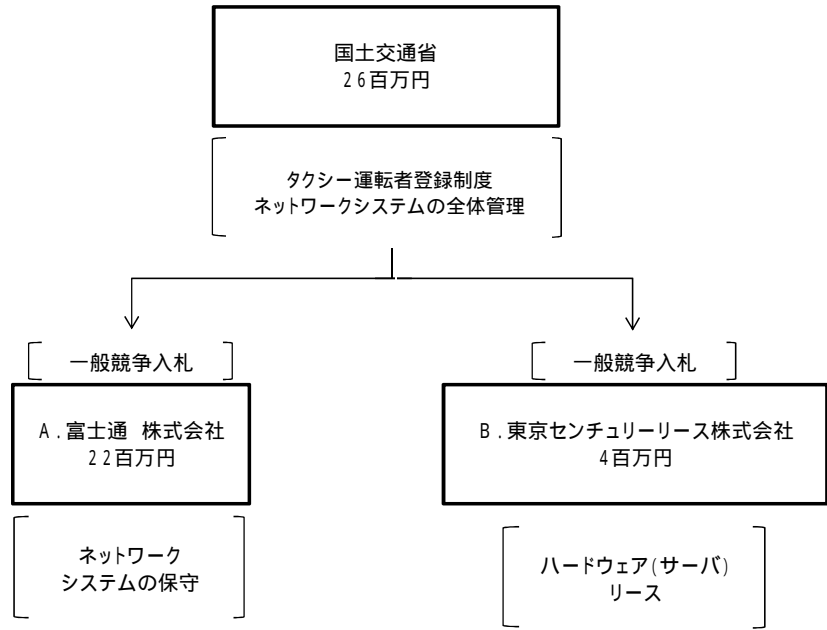 国土交通省
26百万円
タクシー運転者登録制度
ネットワークシステムの全体管理
一般競争入札
一般競争入札
A.富士通 株式会社
22百万円
B.東京センチュリーリース株式会社
4百万円
ネットワーク
システムの保守
ハードウェア(サーバ)
リース